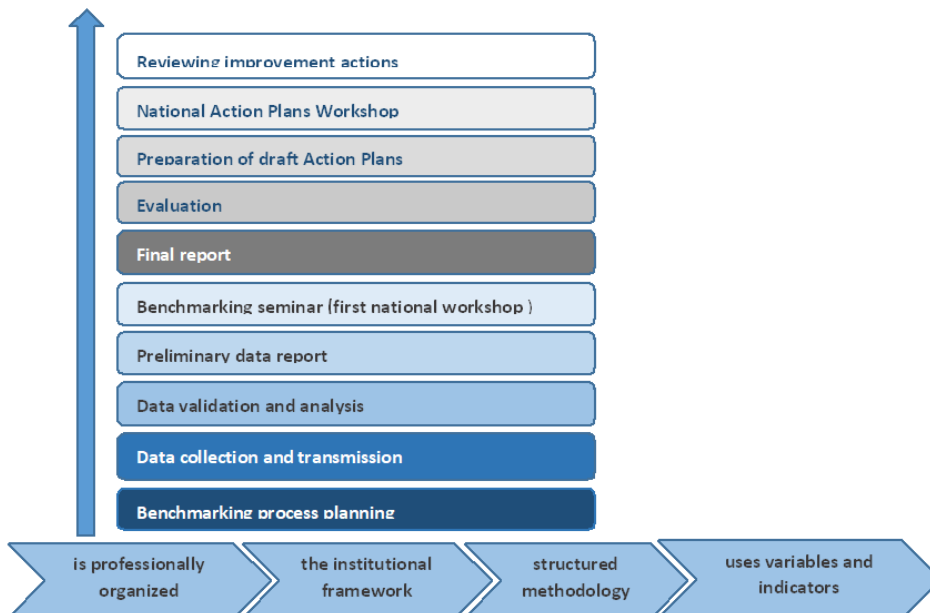 Reviewing improvement actions
National Action Plans Workshop
Preparation of draft Action Plans
Evaluation
Final report
Benchmarking seminar (first national workshop )
Preliminary data report
Data validation and analysis
Data collection and transmission
Benchmarking process planning
is professionally
organized
the institutional
framework
structured
methodology
uses variables and
indicators